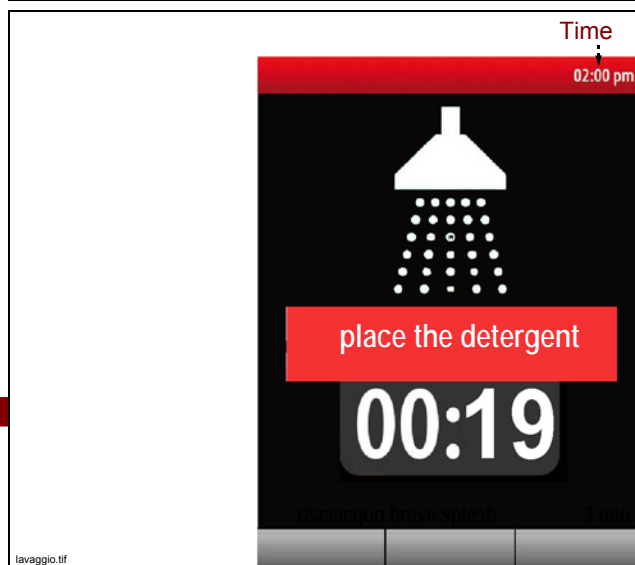 Time
02:00 pm
place the detergent
00:19
risciacquo breve splash 3 min
lavaggio.tif